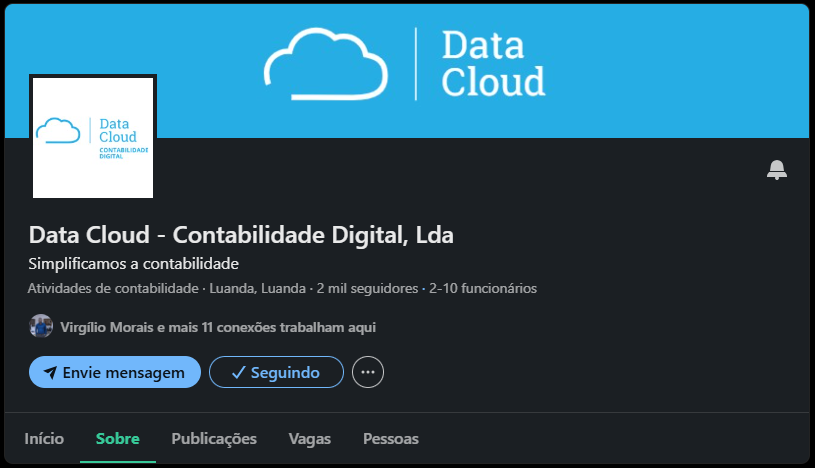 Data
Cloud
Data
Cloud
CONTABILIDADE
DIGITAL
Data Cloud - Contabilidade Digital, Lda
Simplificamos a contabilidade
Atividades de contabilidade · Luanda, Luanda · 2 mil seguidores · 2-10 funcionários
Virgílio Morais e mais 11 conexões trabalham aqui
Envie mensagem
Seguindo
Início Sobre Publicações Vagas Pessoas